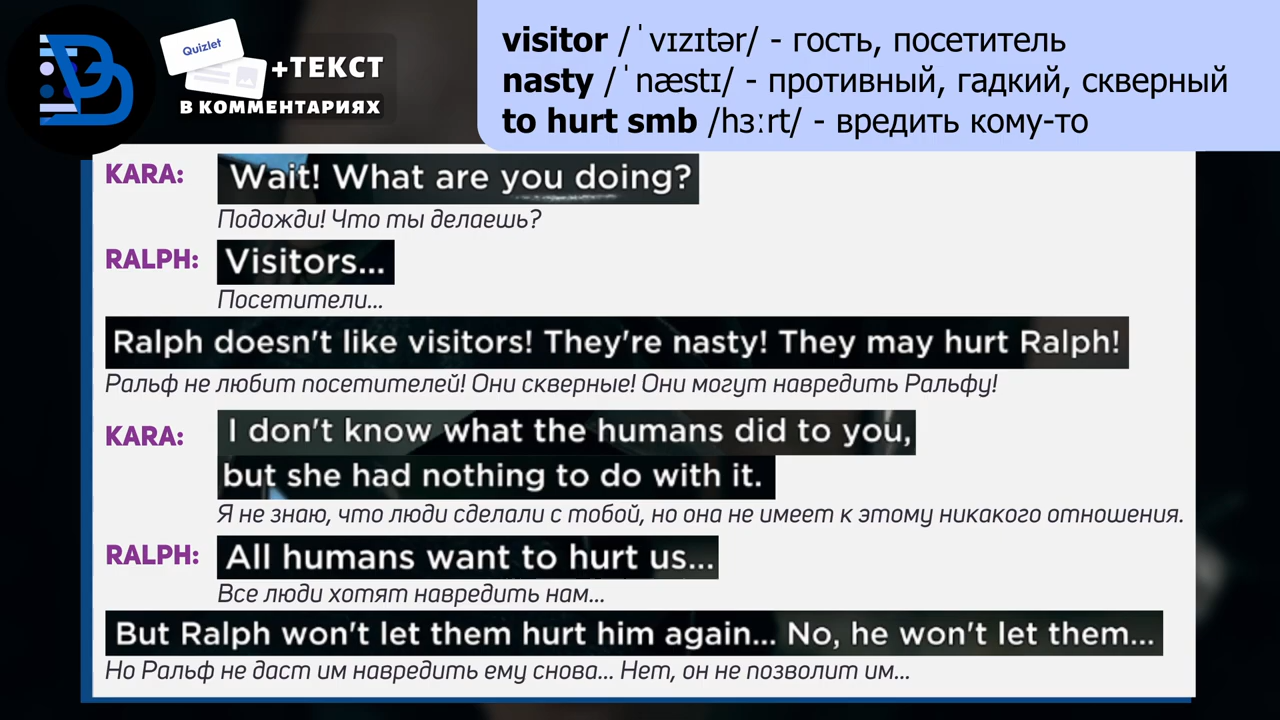 Quizlet
+ТЕКСТ
В КОММЕНТАРИЯХ
visitor /ˈvɪzɪtər/ - гость, посетитель
nasty /ˈnæstɪ/ - противный, гадкий, скверный
to hurt smb /hɜːrt/ - вредить кому-то
KARA: Wait! What are you doing?
Подожди! Что ты делаешь?
RALPH: Visitors...
Посетители...
Ralph doesn't like visitors! They're nasty! They may hurt Ralph!
Ральф не любит посетителей! Они скверные! Они могут навредить Ральфу!
KARA: I don't know what the humans did to you,
but she had nothing to do with it.
Я не знаю, что люди сделали с тобой, но она не имеет к этому никакого отношения.
RALPH: All humans want to hurt us...
Все люди хотят навредить нам...
But Ralph won't let them hurt him again... No, he won't let them...
Но Ральф не даст им навредить ему снова... Нет, он не позволит им...